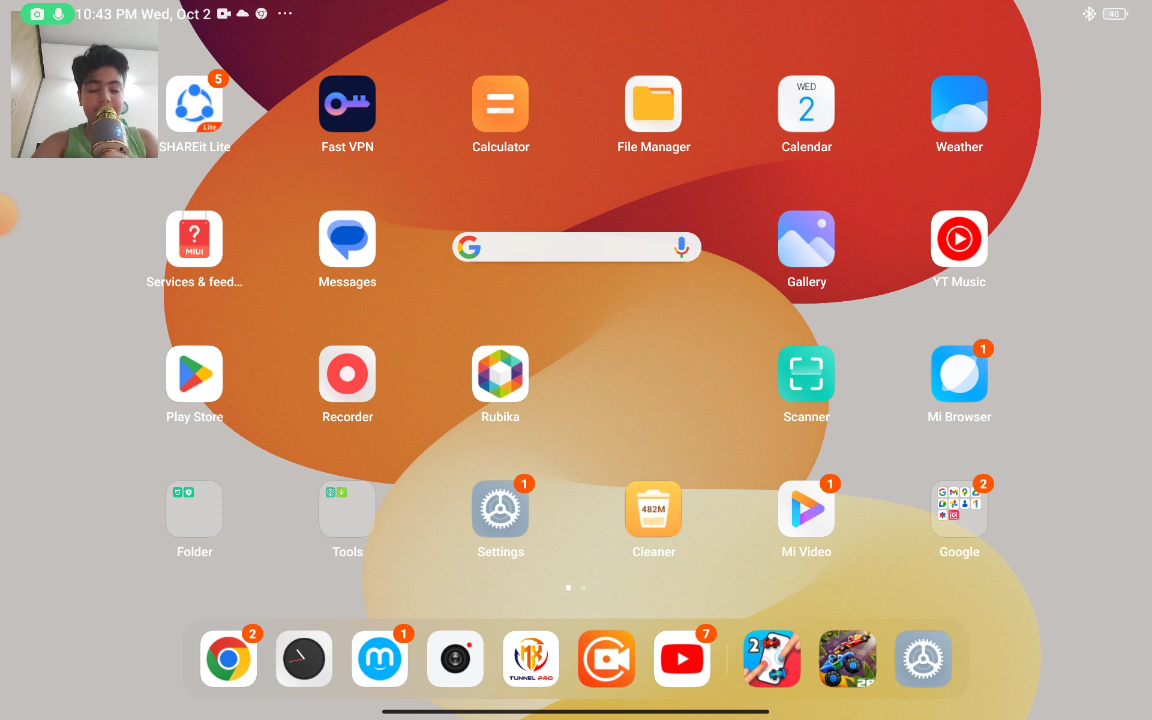 10:43 PM Wed, Oct 2
40
5
Lite
WED
2
SHAREit Lite
Fast VPN
Calculator
File Manager
Calendar
Weather
?
MIUI
Services & feed...
Messages
Gallery
YT Music
1
Play Store
Recorder
Rubika
Scanner
Mi Browser
1
482M
1
2
Folder
Tools
Settings
Cleaner
Mi Video
Google
2
1
m
MX
TUNNEL PRO
7
2